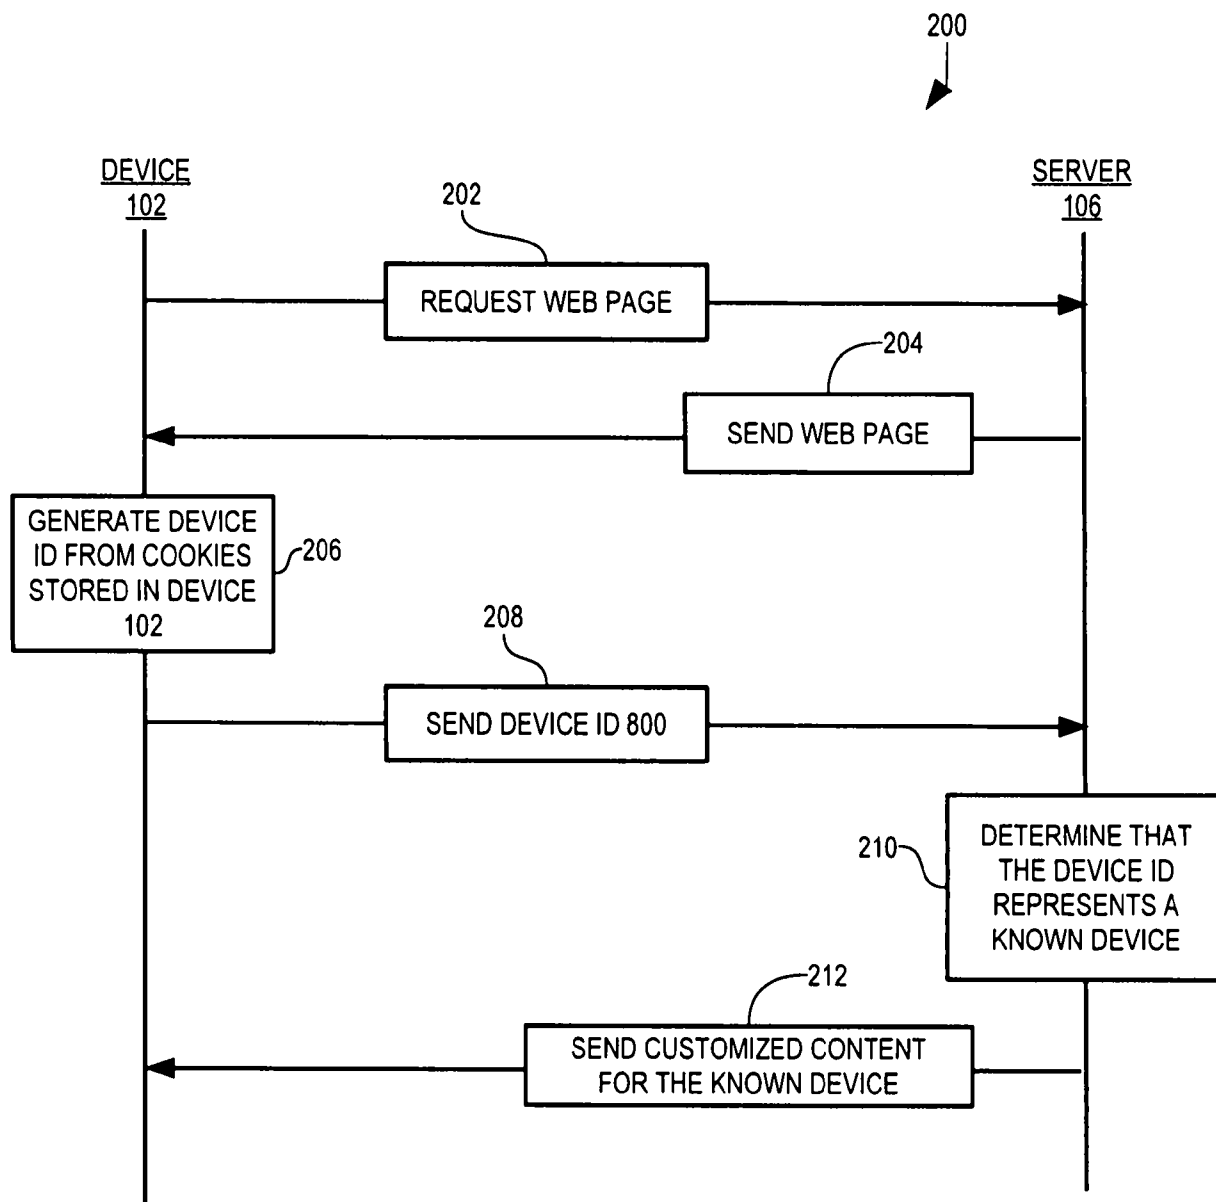 200
DEVICE
102
SERVER
106
202
REQUEST WEB PAGE
204
SEND WEB PAGE
GENERATE DEVICE
ID FROM COOKIES
STORED IN DEVICE
102
206
208
SEND DEVICE ID 800
210
DETERMINE THAT
THE DEVICE ID
REPRESENTS A
KNOWN DEVICE
212
SEND CUSTOMIZED CONTENT
FOR THE KNOWN DEVICE